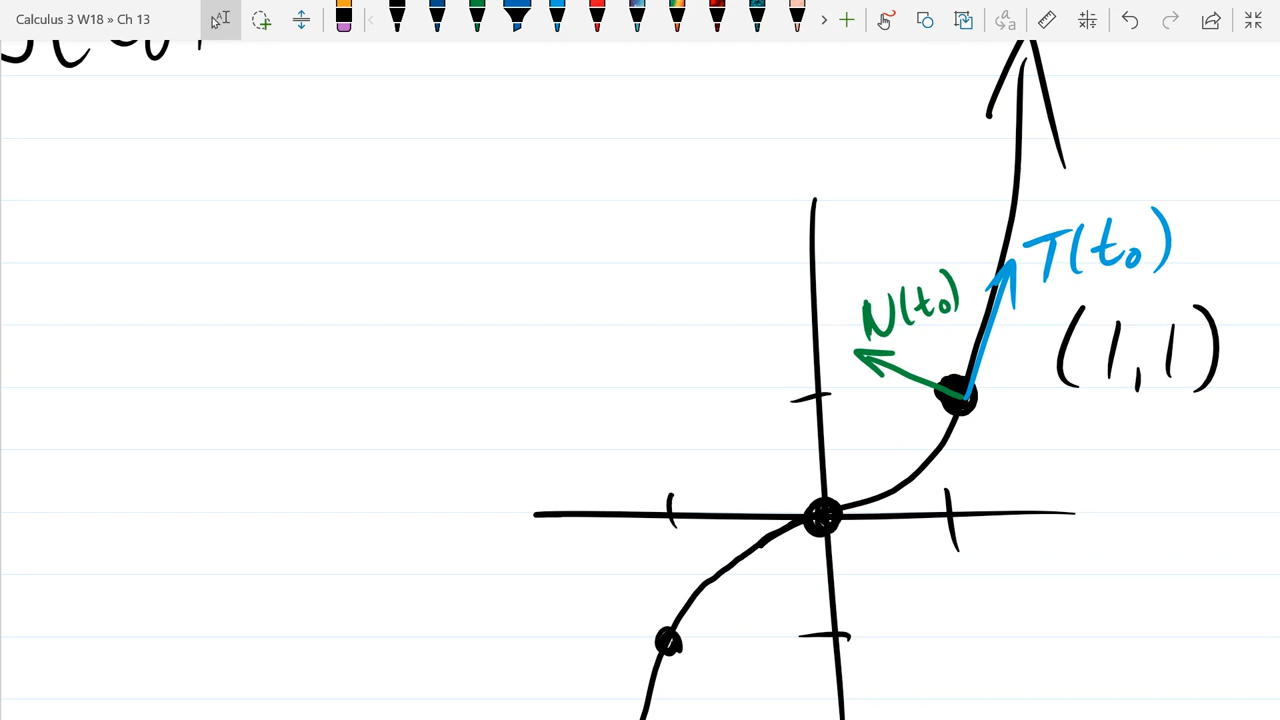 Calculus 3 W18 » Ch 13
T(t₀)
N(t₀)
(1,1)